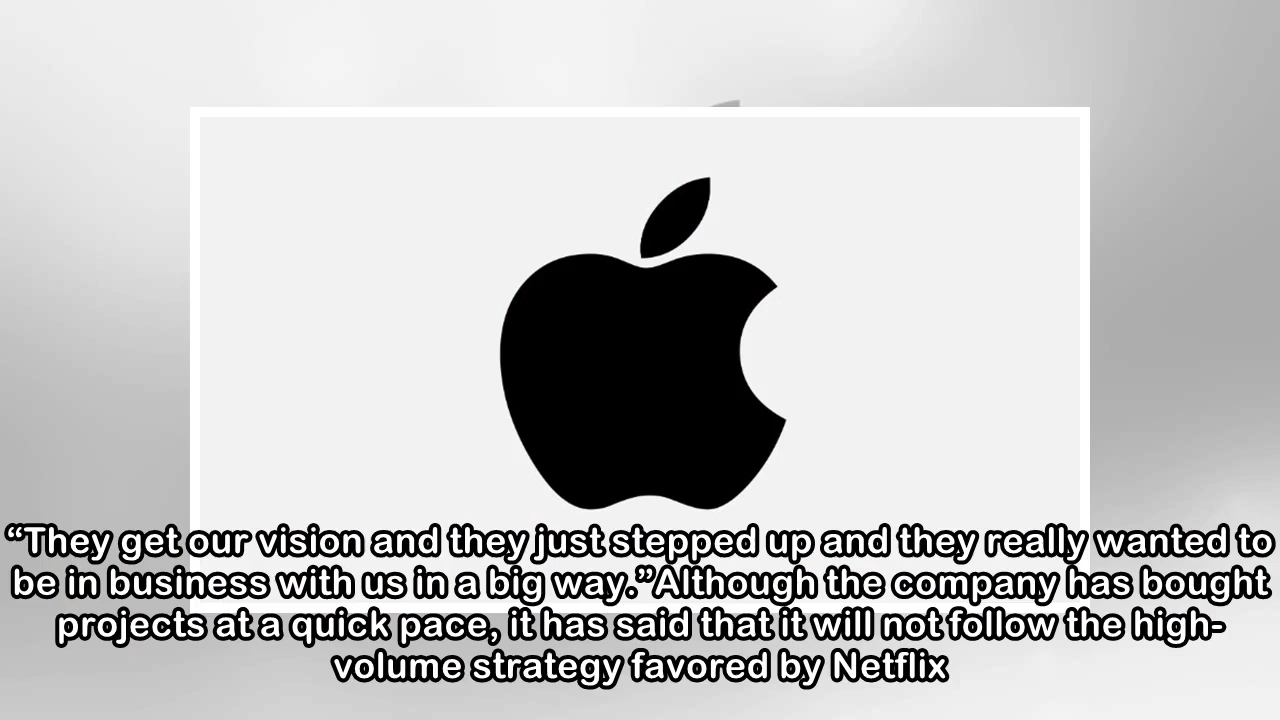 “They get our vision and they just stepped up and they really wanted to
be in business with us in a big way.”Although the company has bought
projects at a quick pace, it has said that it will not follow the high-
volume strategy favored by Netflix